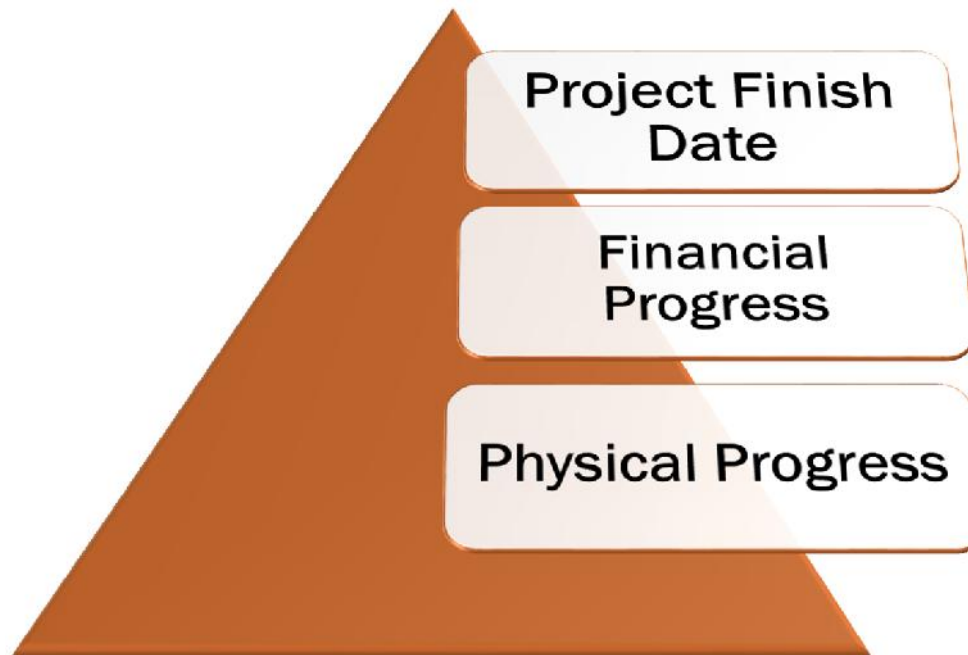 Project Finish
Date
Financial
Progress
Physical Progress